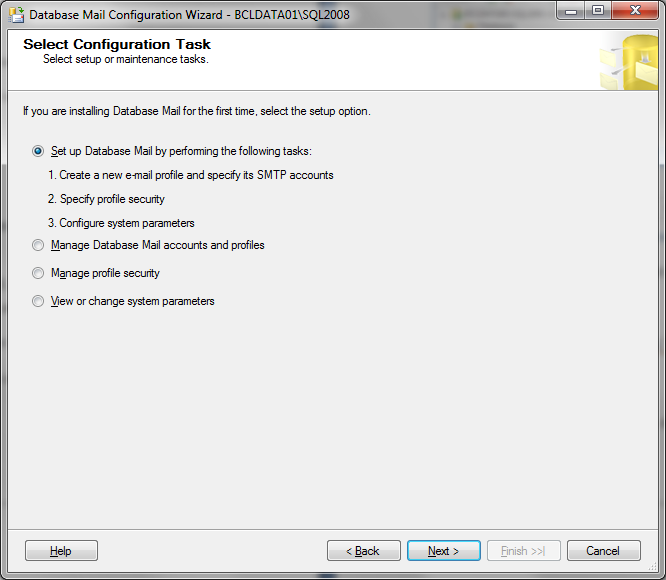 Database Mail Configuration Wizard - BCLDATA01\SQL2008
Select Configuration Task
Select setup or maintenance tasks.
If you are installing Database Mail for the first time, select the setup option.
Set up Database Mail by performing the following tasks:
1. Create a new e-mail profile and specify its SMTP accounts
2. Specify profile security
3. Configure system parameters
Manage Database Mail accounts and profiles
Manage profile security
View or change system parameters
Help
< Back
Next >
Finish >>|
Cancel